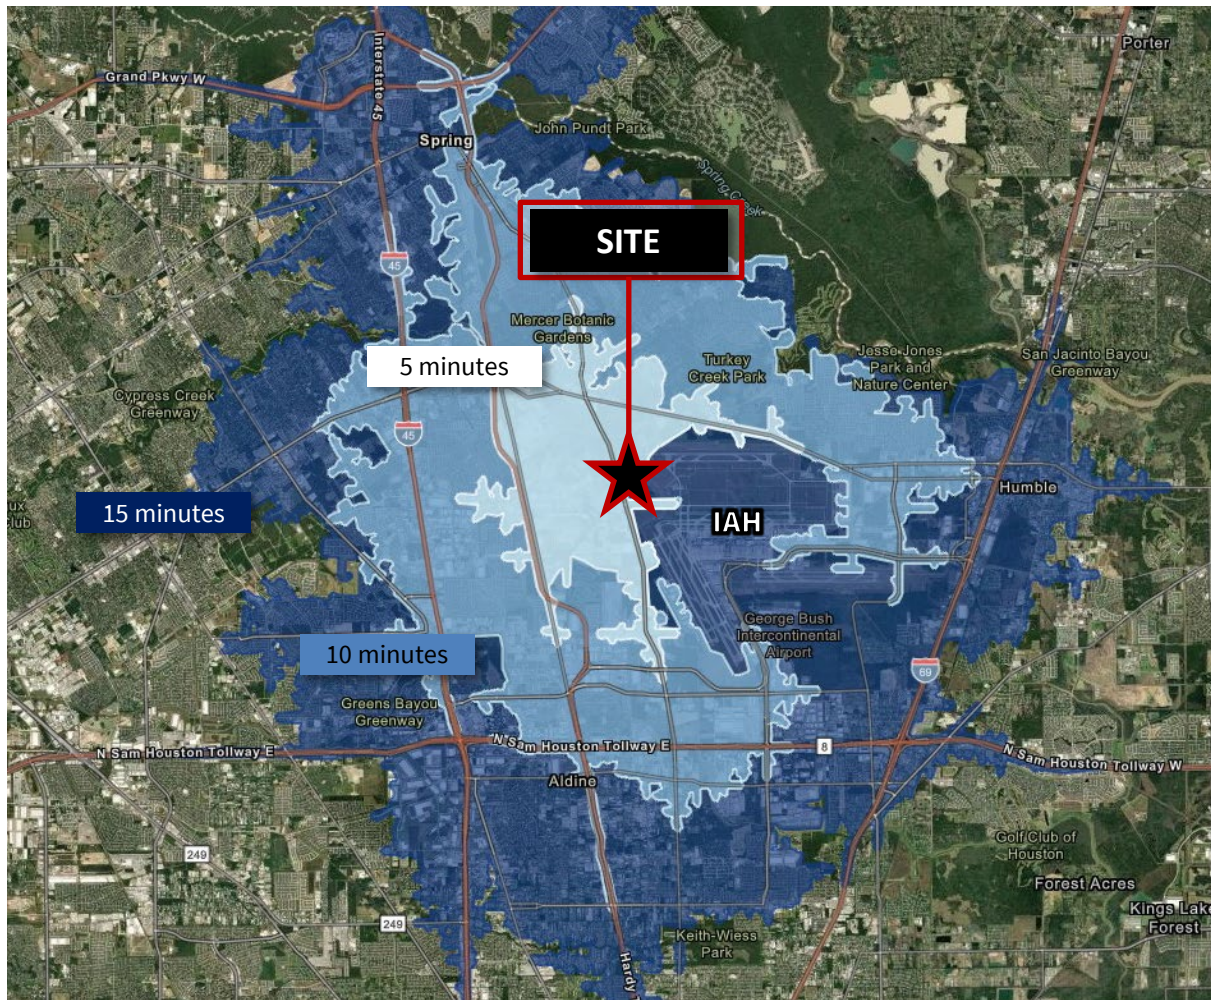 Porter
Grand Pkwy W
Interstate 45
Spring
John Pundt Park
Spring Creek
SITE
45
Mercer Botanic
Gardens
5 minutes
Turkey
Creek Park
Jesse Jones
Park and
Nature Center
San Jacinto Bayou
Greenway
Cypress Creek
Greenway
45
Humble
15 minutes
Club
IAH
George Bush
Intercontinental
Airport
10 minutes
69
Greens Bayou
Greenway
N Sam Houston Tollway E
N Sam Houston Tollway E
8
N Sam Houston Tollway W
Aldine
249
Golf Club of
Houston
Forest Acres
Kings Lake
Forest
249
Keith-Wiess
Park
Hardy